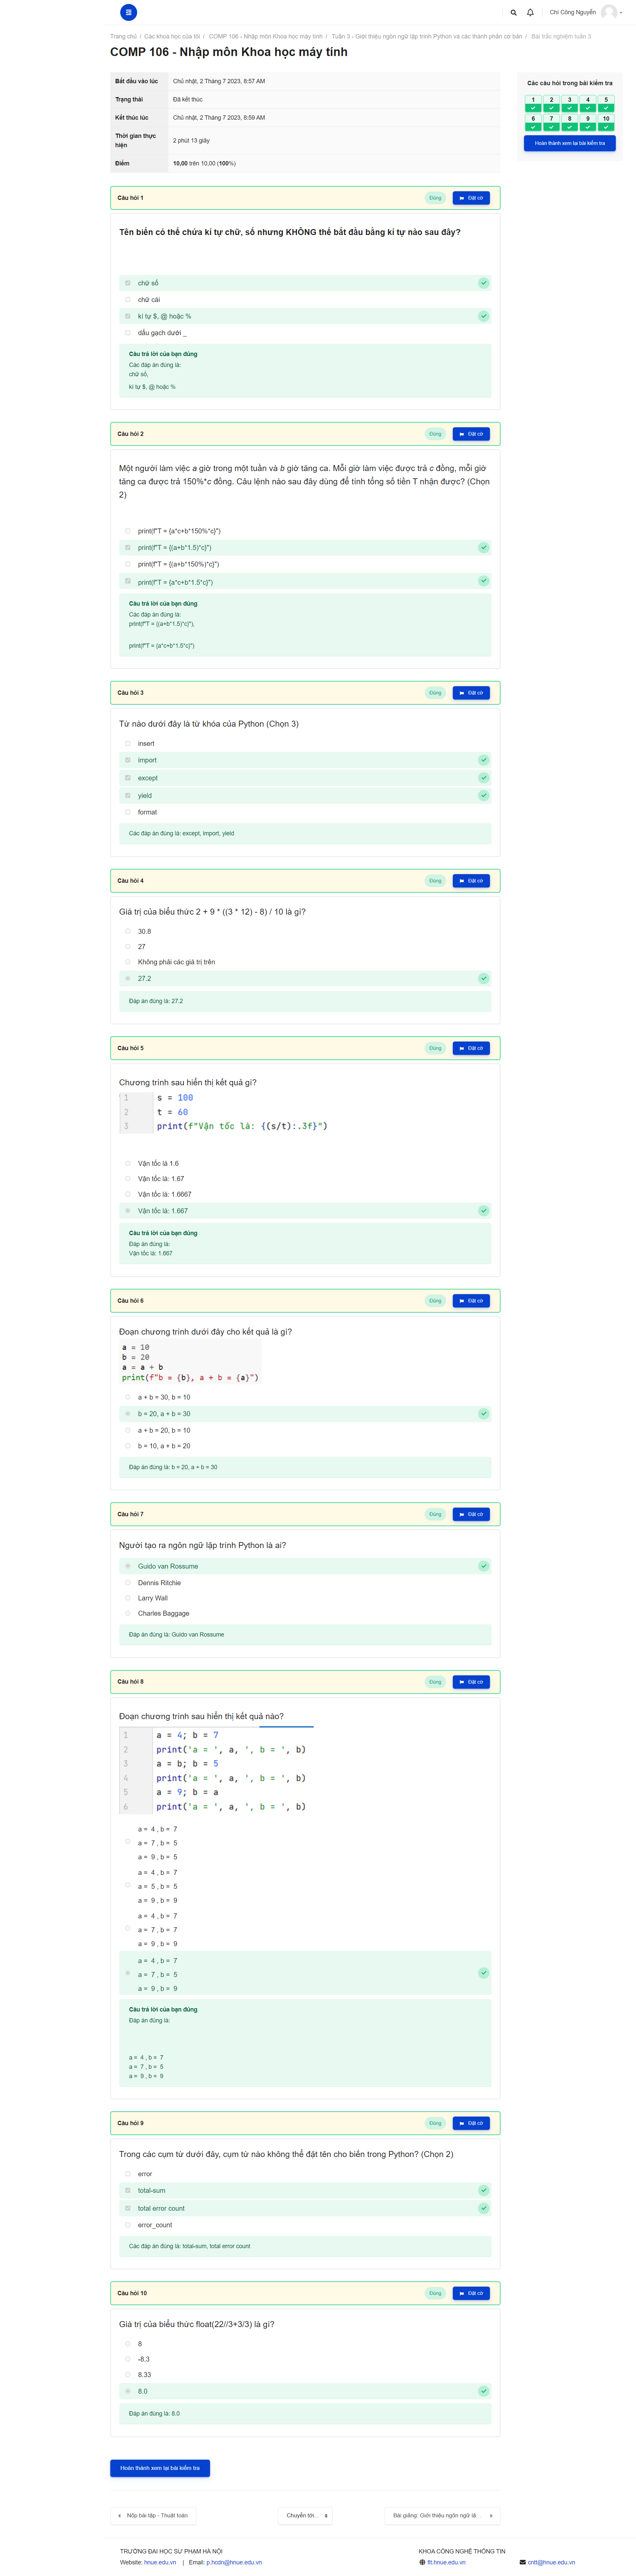 Chí Công Nguyễn
Trang chủ / Các khoá học của tôi / COMP 106 - Nhập môn Khoa học máy tính / Tuần 3 - Giới thiệu ngôn ngữ lập trình Python và các thành phần cơ bản / Bài trắc nghiệm tuần 3
COMP 106 - Nhập môn Khoa học máy tính
Bắt đầu vào lúc Chủ nhật, 2 Tháng 7 2023, 8:57 AM
Trạng thái Đã kết thúc
Kết thúc lúc Chủ nhật, 2 Tháng 7 2023, 8:59 AM
Thời gian thực
hiện 2 phút 13 giây
Điểm 10,00 trên 10,00 (100%)
Các câu hỏi trong bài kiểm tra
1 2 3 4 5
6 7 8 9 10
Hoàn thành xem lại bài kiểm tra
Câu hỏi 1 Đúng Đặt cờ
Tên biến có thể chứa kí tự chữ, số nhưng KHÔNG thể bắt đầu bằng kí tự nào sau đây?
chữ số
chữ cái
kí tự $, @ hoặc %
dấu gạch dưới _
Câu trả lời của bạn đúng
Các đáp án đúng là:
chữ số,
kí tự $, @ hoặc %
Câu hỏi 2 Đúng Đặt cờ
Một người làm việc a giờ trong một tuần và b giờ tăng ca. Mỗi giờ làm việc được trả c đồng, mỗi giờ
tăng ca được trả 150%*c đồng. Câu lệnh nào sau đây dùng để tính tổng số tiền T nhận được? (Chọn
2)
print(f"T = {a*c+b*150%*c}")
print(f"T = {(a+b*1.5)*c}")
print(f"T = {(a+b*150%)*c}")
print(f"T = {a*c+b*1.5*c}")
Câu trả lời của bạn đúng
Các đáp án đúng là:
print(f"T = {(a+b*1.5)*c}"),
print(f"T = {a*c+b*1.5*c}")
Câu hỏi 3 Đúng Đặt cờ
Từ nào dưới đây là từ khóa của Python (Chọn 3)
insert
import
except
yield
format
Các đáp án đúng là: except, import, yield
Câu hỏi 4 Đúng Đặt cờ
Giá trị của biểu thức 2 + 9 * ((3 * 12) - 8) / 10 là gì?
30.8
27
Không phải các giá trị trên
27.2
Đáp án đúng là: 27.2
Câu hỏi 5 Đúng Đặt cờ
Chương trình sau hiển thị kết quả gì?
1 s = 100
2 t = 60
3 print(f"Vận tốc là: {(s/t):.3f}")
Vận tốc là 1.6
Vận tốc là: 1.67
Vận tốc là: 1.6667
Vận tốc là: 1.667
Câu trả lời của bạn đúng
Đáp án đúng là:
Vận tốc là: 1.667
Câu hỏi 6 Đúng Đặt cờ
Đoạn chương trình dưới đây cho kết quả là gì?
a = 10
b = 20
a = a + b
print(f"b = {b}, a + b = {a}")
a + b = 30, b = 10
b = 20, a + b = 30
a + b = 20, b = 10
b = 10, a + b = 20
Đáp án đúng là: b = 20, a + b = 30
Câu hỏi 7 Đúng Đặt cờ
Người tạo ra ngôn ngữ lập trình Python là ai?
Guido van Rossume
Dennis Ritchie
Larry Wall
Charles Baggage
Đáp án đúng là: Guido van Rossume
Câu hỏi 8 Đúng Đặt cờ
Đoạn chương trình sau hiển thị kết quả nào?
1 a = 4; b = 7
2 print('a = ', a, ', b = ', b)
3 a = b; b = 5
4 print('a = ', a, ', b = ', b)
5 a = 9; b = a
6 print('a = ', a, ', b = ', b)
a = 4 , b = 7
a = 7 , b = 5
a = 9 , b = 5
a = 4 , b = 7
a = 5 , b = 5
a = 9 , b = 9
a = 4 , b = 7
a = 7 , b = 7
a = 9 , b = 9
a = 4 , b = 7
a = 7 , b = 5
a = 9 , b = 9
Câu trả lời của bạn đúng
Đáp án đúng là:
a = 4 , b = 7
a = 7 , b = 5
a = 9 , b = 9
Câu hỏi 9 Đúng Đặt cờ
Trong các cụm từ dưới đây, cụm từ nào không thể đặt tên cho biến trong Python? (Chọn 2)
error
total-sum
total error count
error_count
Các đáp án đúng là: total-sum, total error count
Câu hỏi 10 Đúng Đặt cờ
Giá trị của biểu thức float(22//3+3/3) là gì?
8
-8.3
8.33
8.0
Đáp án đúng là: 8.0
Hoàn thành xem lại bài kiểm tra
Nộp bài tập - Thuật toán Chuyển tới... Bài giảng: Giới thiệu ngôn ngữ lậ...
TRƯỜNG ĐẠI HỌC SƯ PHẠM HÀ NỘI
Website: hnue.edu.vn | Email: p.hcdn@hnue.edu.vn
KHOA CÔNG NGHỆ THÔNG TIN
fit.hnue.edu.vn cntt@hnue.edu.vn